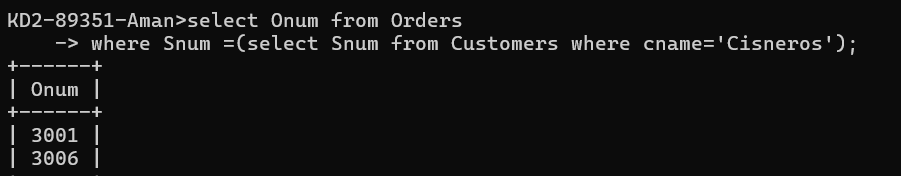 KD2-89351-Aman>select Onum from Orders
    -> where Snum =(select Snum from Customers where cname='Cisneros');
+------+
| Onum |
+------+
| 3001 |
| 3006 |